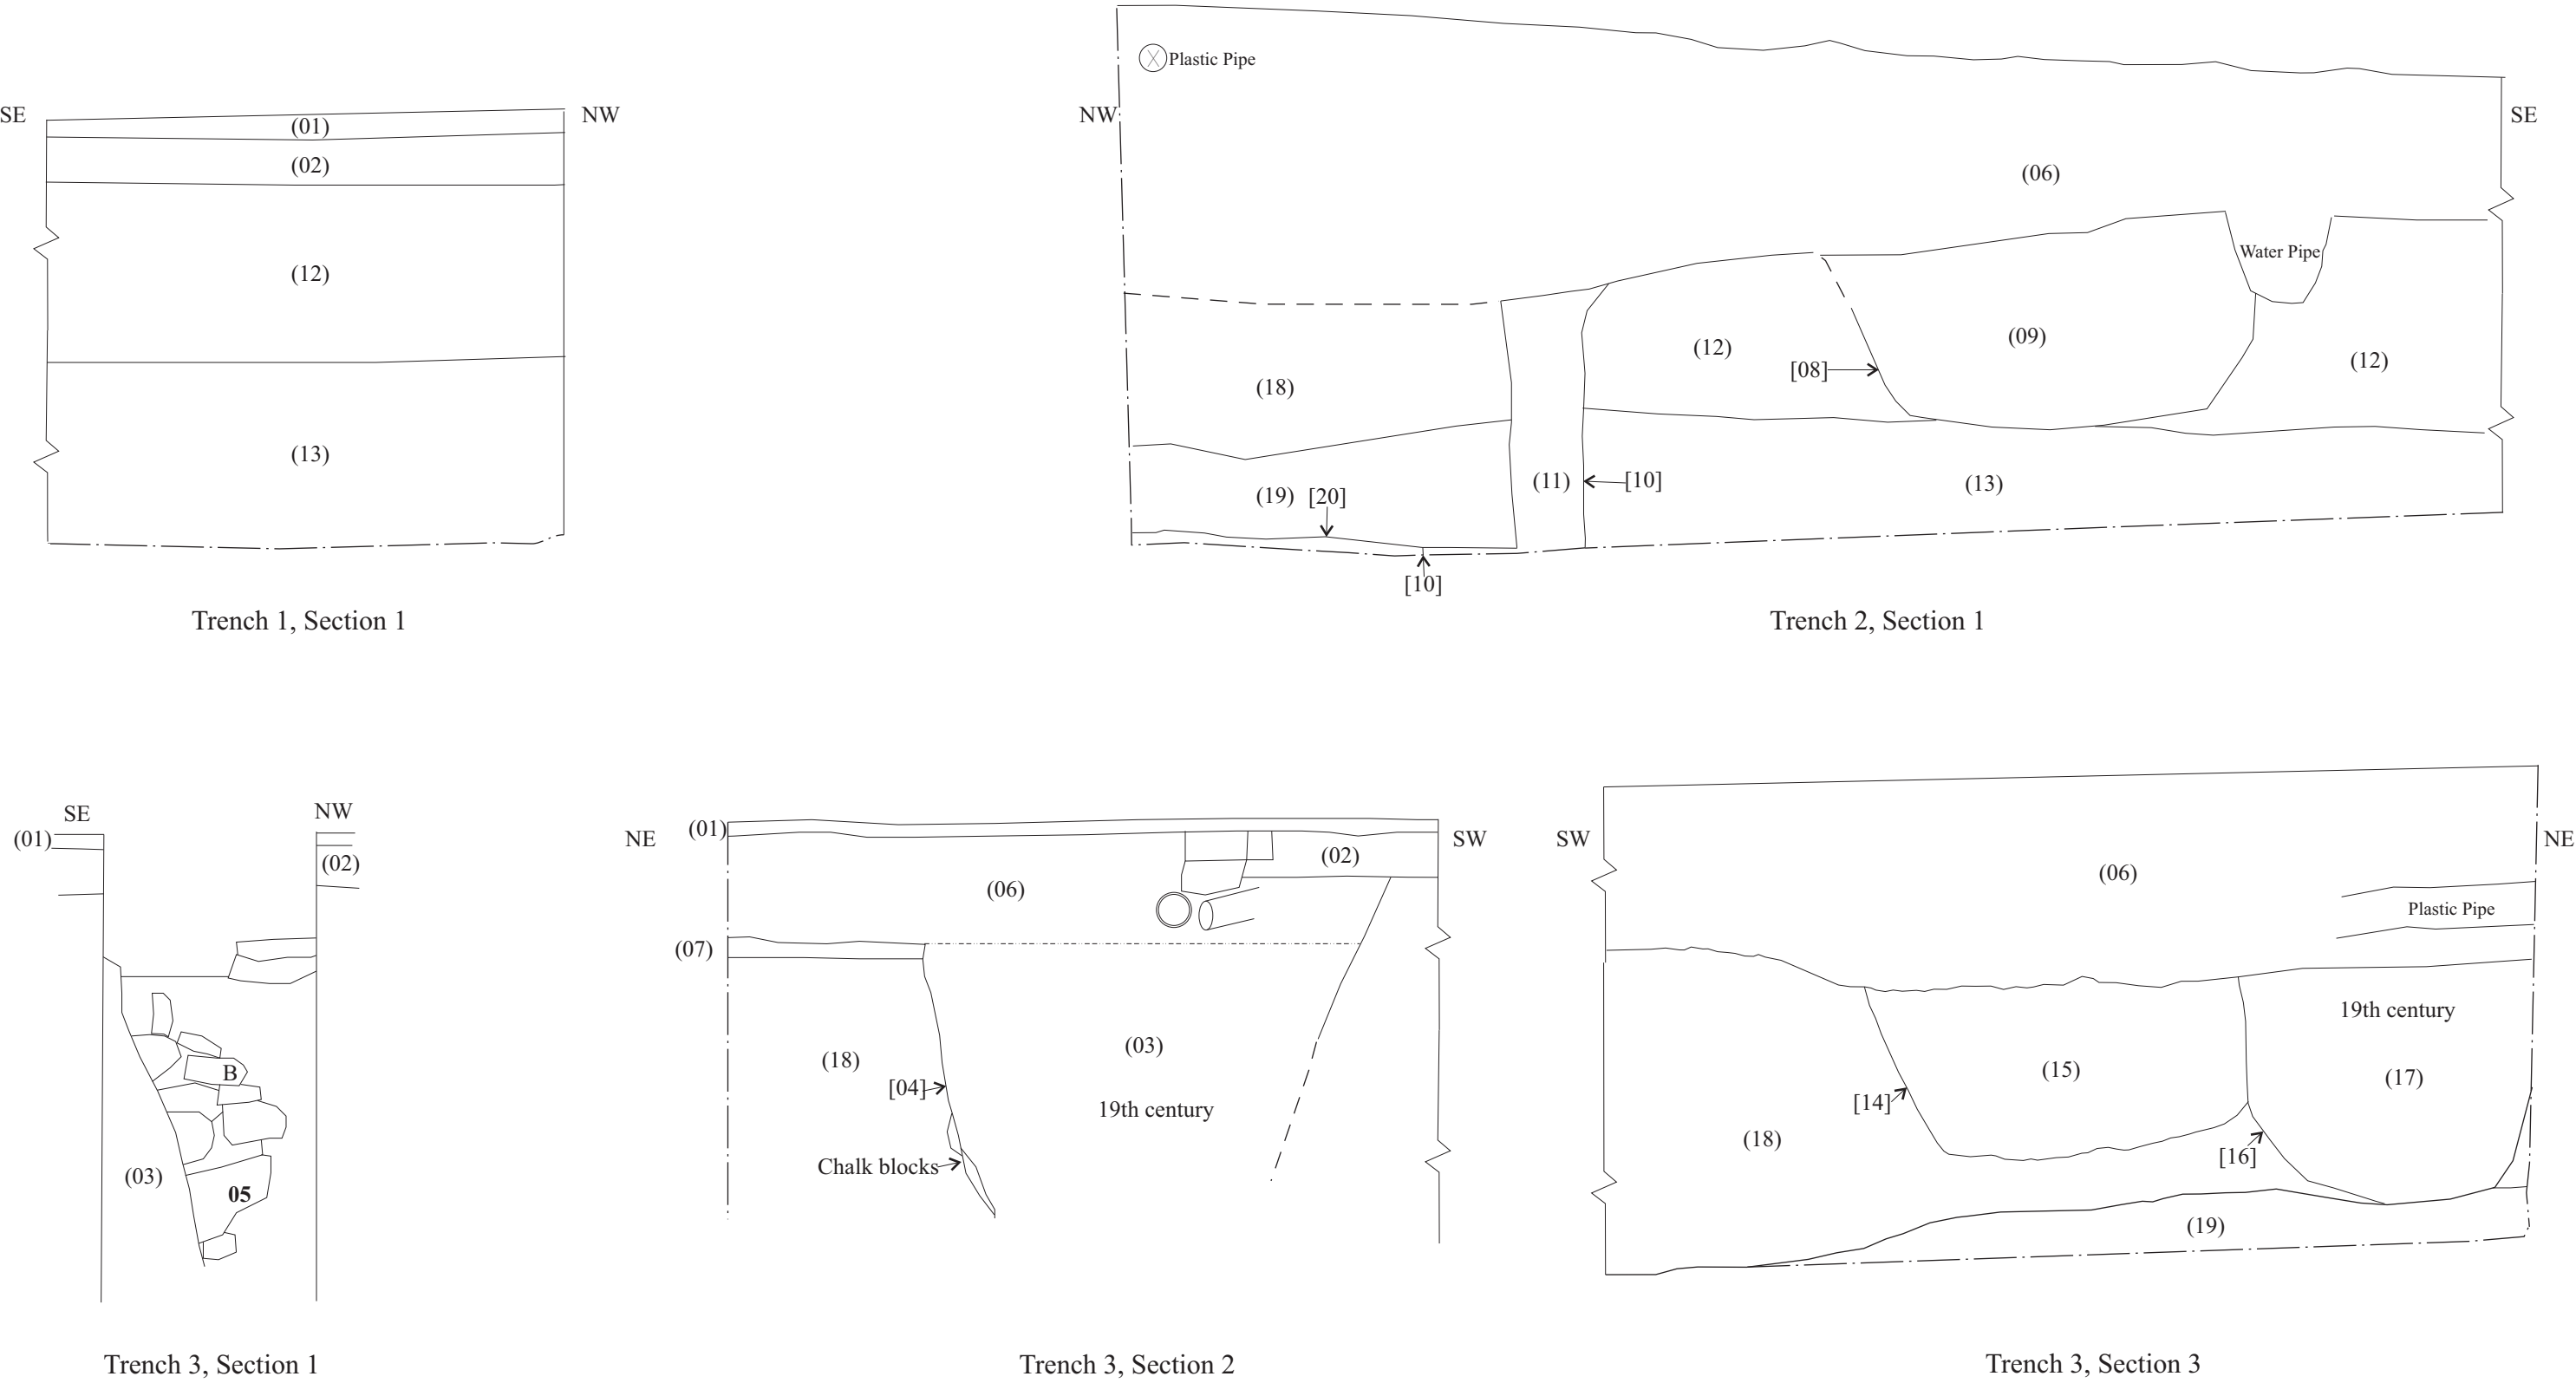 SE
NW
(01)
(02)
(12)
(13)
Trench 1, Section 1
Plastic Pipe
NW
SE
(06)
Water Pipe
(18)
(12)
[08]
(09)
(12)
(19)
[20]
(11)
[10]
(13)
[10]
Trench 2, Section 1
SE
NW
(01)
(02)
B
(03)
05
Trench 3, Section 1
NE
(01)
SW
(02)
(06)
(07)
(18)
(03)
[04]
19th century
Chalk blocks
Trench 3, Section 2
SW
NE
(06)
Plastic Pipe
19th century
(15)
(17)
[14]
(18)
[16]
(19)
Trench 3, Section 3